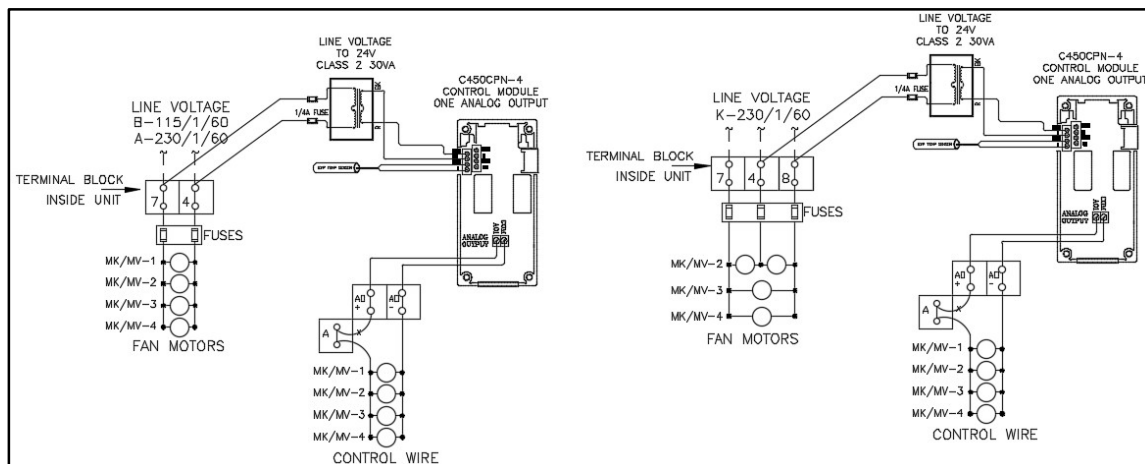 LINE VOLTAGE
TO 24V
CLASS 2 30VA
C450CPN-4
CONTROL MODULE
ONE ANALOG OUTPUT
LINE VOLTAGE
B-115/1/60
A-230/1/60
1/4A FUSE
TERMINAL BLOCK
INSIDE UNIT
7
4
FUSES
ANALOG
OUTPUT
MK/MV-1
MK/MV-2
MK/MV-3
MK/MV-4
FAN MOTORS
AO
+
AO
-
A
MK/MV-1
MK/MV-2
MK/MV-3
MK/MV-4
CONTROL WIRE
LINE VOLTAGE
TO 24V
CLASS 2 30VA
C450CPN-4
CONTROL MODULE
ONE ANALOG OUTPUT
LINE VOLTAGE
K-230/1/60
1/4A FUSE
TERMINAL BLOCK
INSIDE UNIT
7
4
8
FUSES
ANALOG
OUTPUT
MK/MV-2
MK/MV-3
MK/MV-4
FAN MOTORS
AO
+
AO
-
A
MK/MV-1
MK/MV-2
MK/MV-3
MK/MV-4
CONTROL WIRE